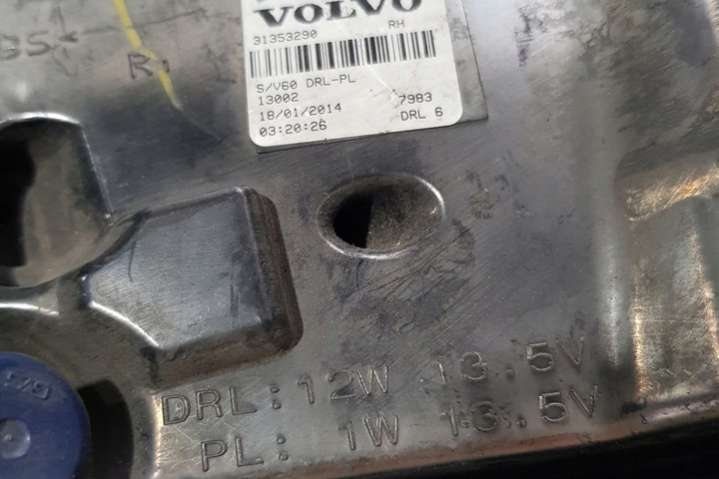 VOLVO
31353290 RH
S/V60 DRL-PL
13002 7983
18/01/2014 DRL 6
03:20:26
R.
DRL: 12W 13.5V
PL: 1W 13.5V